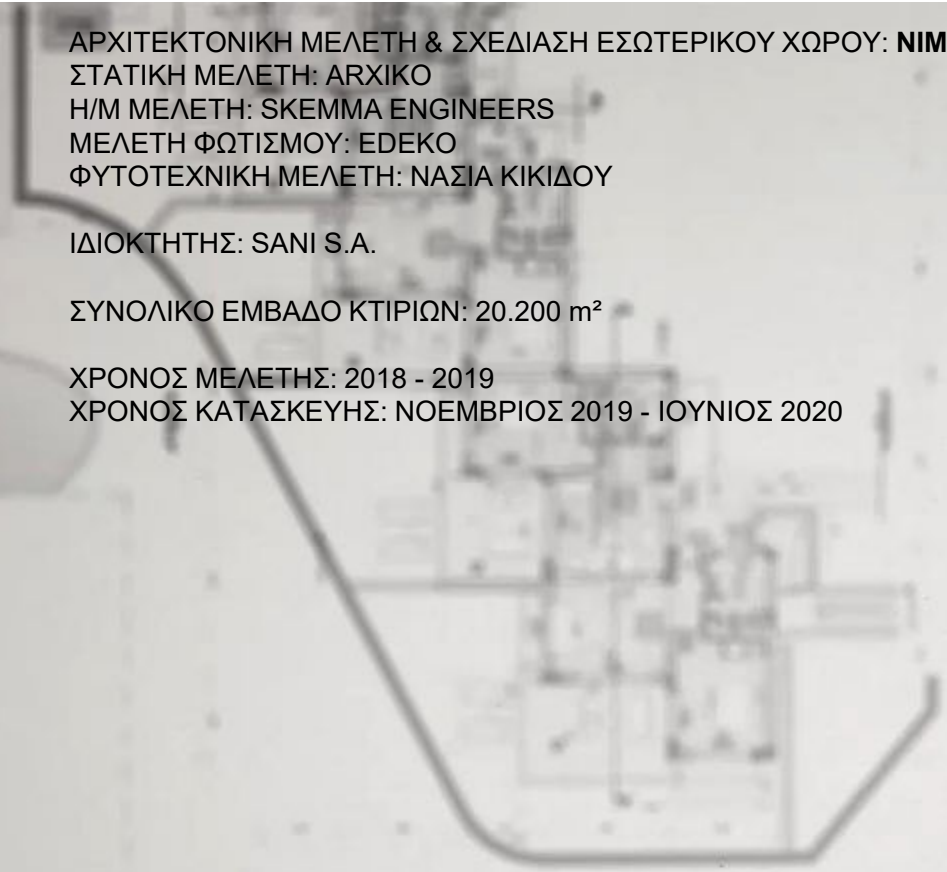 ΑΡΧΙΤΕΚΤΟΝΙΚΗ ΜΕΛΕΤΗ & ΣΧΕΔΙΑΣΗ ΕΣΩΤΕΡΙΚΟΥ ΧΩΡΟΥ: NIM
ΣΤΑΤΙΚΗ ΜΕΛΕΤΗ: ARXIKO
Η/Μ ΜΕΛΕΤΗ: SKEMMA ENGINEERS
ΜΕΛΕΤΗ ΦΩΤΙΣΜΟΥ: EDEKO
ΦΥΤΟΤΕΧΝΙΚΗ ΜΕΛΕΤΗ: ΝΑΣΙΑ ΚΙΚΙΔΟΥ
ΙΔΙΟΚΤΗΤΗΣ: SANI S.A.
ΣΥΝΟΛΙΚΟ ΕΜΒΑΔΟ ΚΤΙΡΙΩΝ: 20.200 m²
ΧΡΟΝΟΣ ΜΕΛΕΤΗΣ: 2018 - 2019
ΧΡΟΝΟΣ ΚΑΤΑΣΚΕΥΗΣ: ΝΟΕΜΒΡΙΟΣ 2019 - ΙΟΥΝΙΟΣ 2020